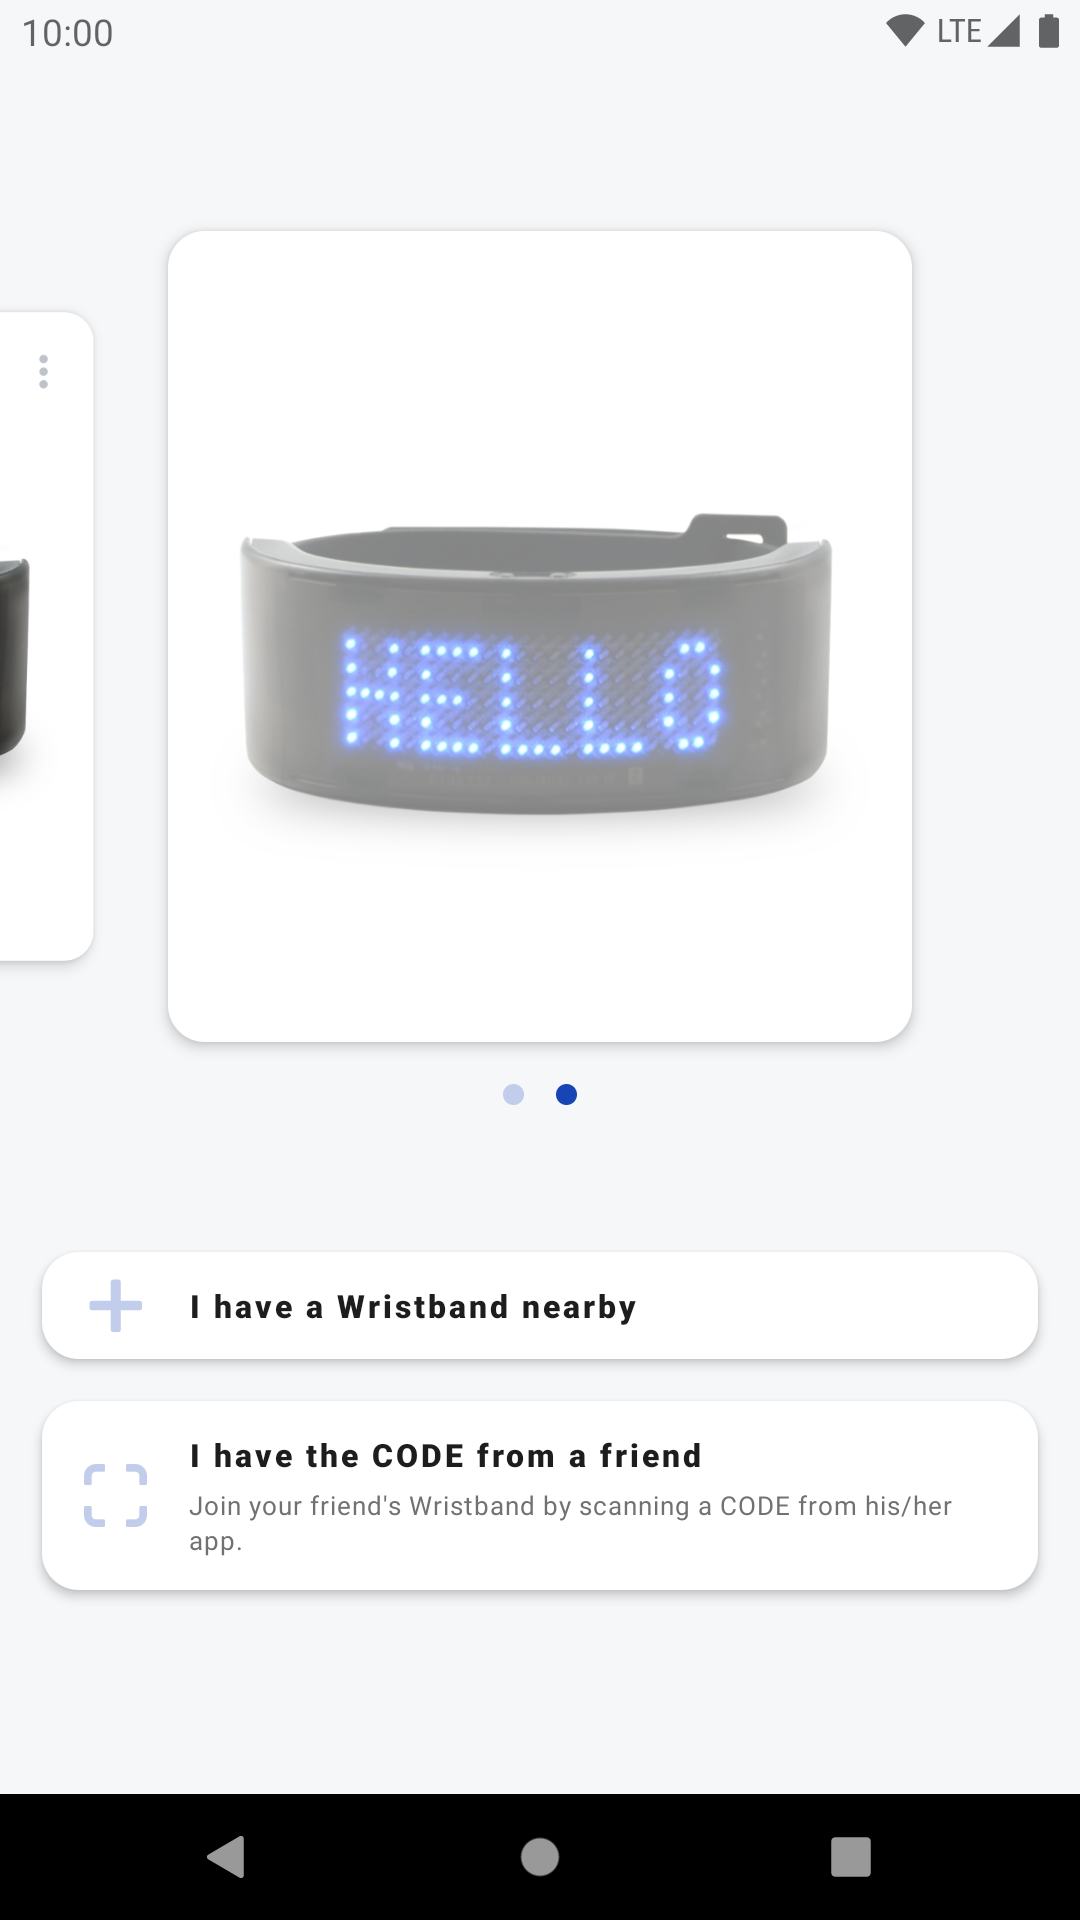 10:00
LTE
HELLO
I have a Wristband nearby
I have the CODE from a friend
Join your friend's Wristband by scanning a CODE from his/her
app.